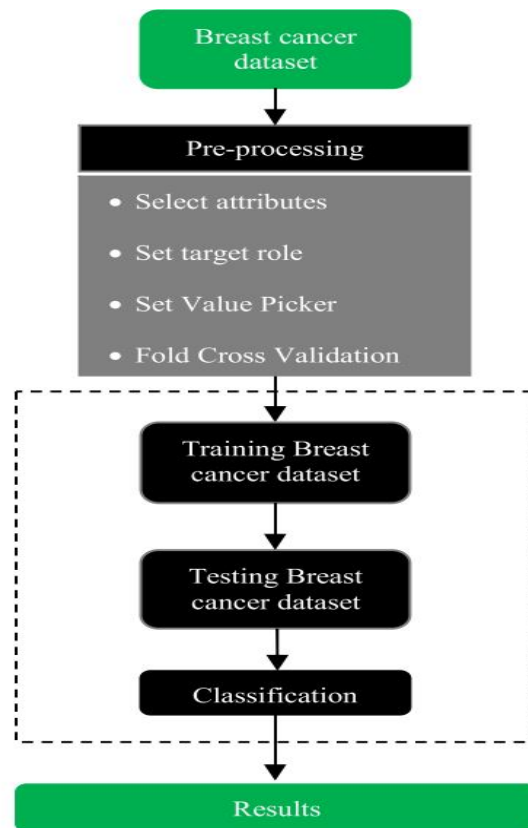 Breast cancer
dataset
Pre-processing
• Select attributes
• Set target role
• Set Value Picker
• Fold Cross Validation
Training Breast
cancer dataset
Testing Breast
cancer dataset
Classification
Results